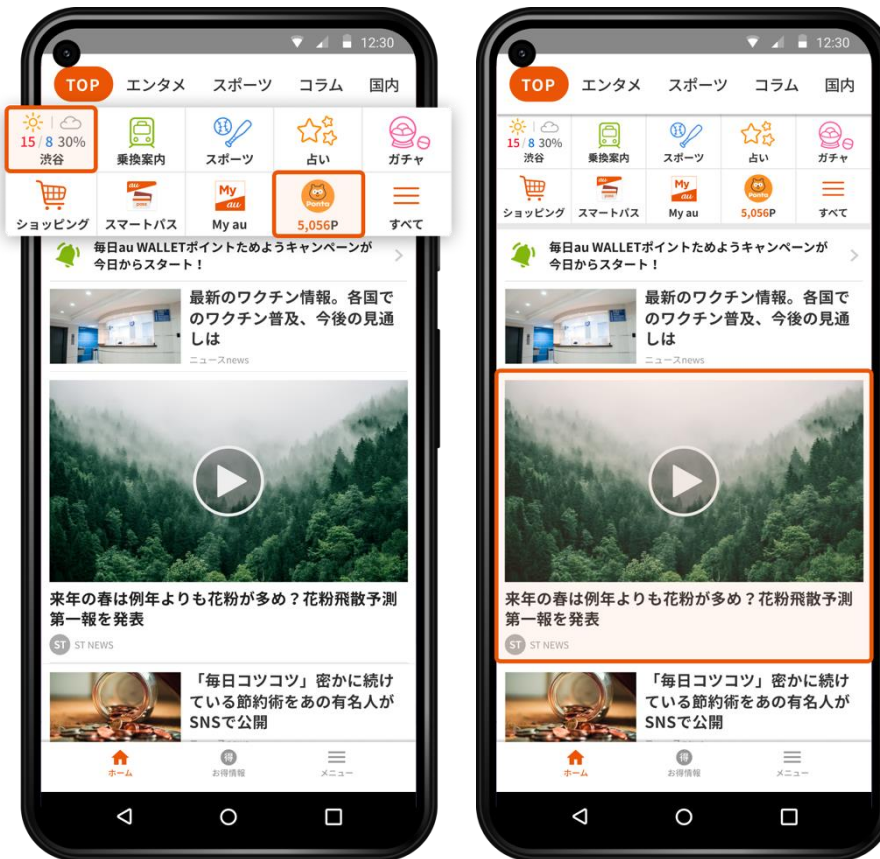 12:30
TOP エンタメ スポーツ コラム 国内
15/8 30%
渋谷 乗換案内 スポーツ 占い ガチャ
au
My au
Ponta
ショッピング スマートパス My au 5,056P すべて
毎日au WALLETポイントためようキャンペーンが
今日からスタート!
最新のワクチン情報。各国で
のワクチン普及、今後の見通
しは
ニュースnews
来年の春は例年よりも花粉が多め?花粉飛散予測
第一報を発表
ST ST NEWS
「毎日コツコツ」密かに続け
ている節約術をあの有名人が
SNSで公開
得
ホーム お得情報 メニュー
12:30
TOP エンタメ スポーツ コラム 国内
15/8 30%
渋谷 乗換案内 スポーツ 占い ガチャ
au
My au
Ponta
ショッピング スマートパス My au 5,056P すべて
毎日au WALLETポイントためようキャンペーンが
今日からスタート!
最新のワクチン情報。各国で
のワクチン普及、今後の見通
しは
ニュースnews
来年の春は例年よりも花粉が多め?花粉飛散予測
第一報を発表
ST ST NEWS
「毎日コツコツ」密かに続け
ている節約術をあの有名人が
SNSで公開
得
ホーム お得情報 メニュー